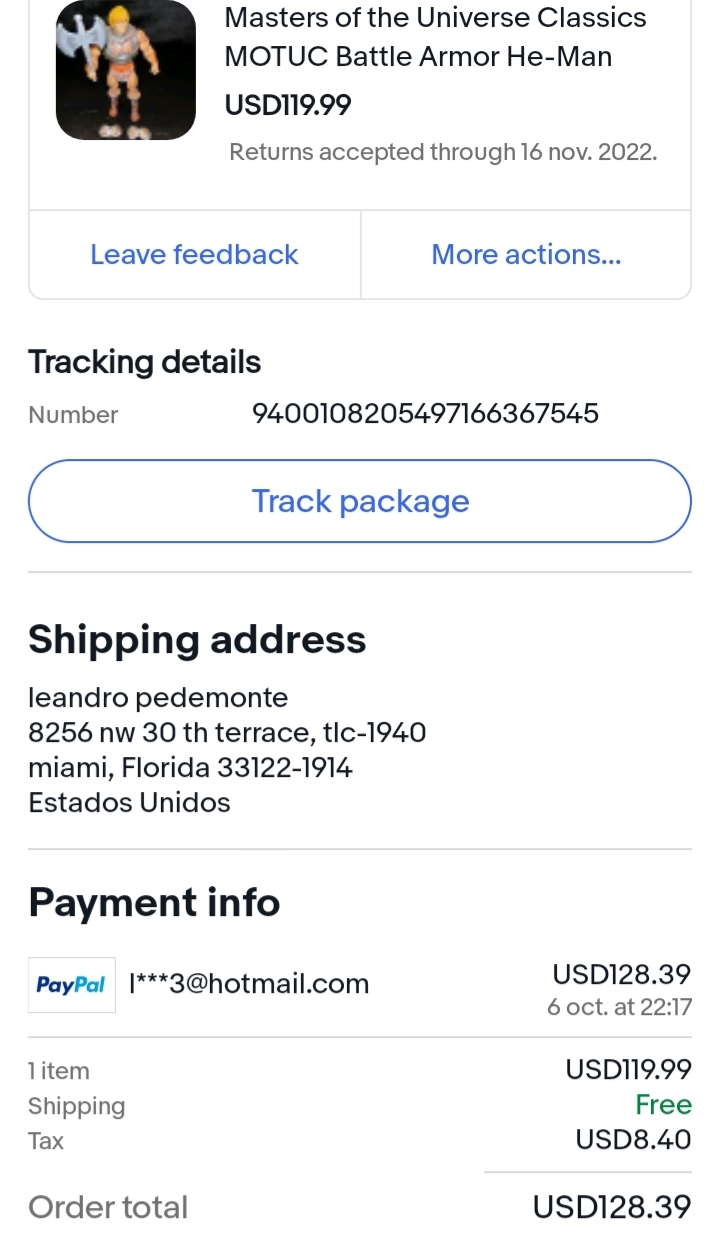 Masters of the Universe Classics
MOTUC Battle Armor He-Man
USD119.99
Returns accepted through 16 nov. 2022.
Leave feedback
More actions...
Tracking details
Number 9400108205497166367545
Track package
Shipping address
leandro pedemonte
8256 nw 30 th terrace, tlc-1940
miami, Florida 33122-1914
Estados Unidos
Payment info
PayPal l***3@hotmail.com USD128.39
6 oct. at 22:17
1 item USD119.99
Shipping Free
Tax USD8.40
Order total USD128.39